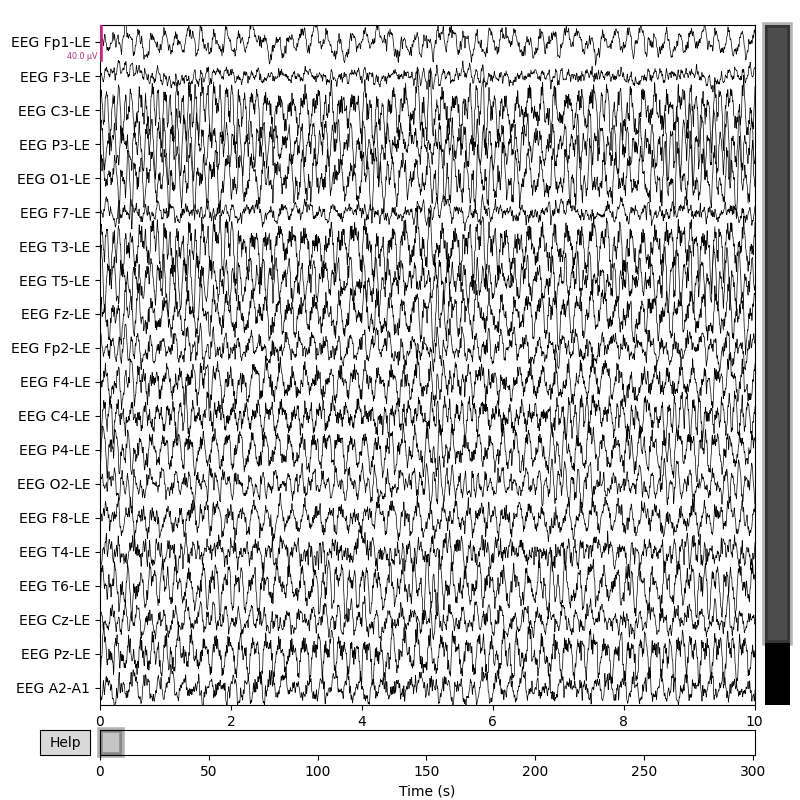 EEG Fp1-LE
40.0 µV
EEG F3-LE
EEG C3-LE
EEG P3-LE
EEG O1-LE
EEG F7-LE
EEG T3-LE
EEG T5-LE
EEG Fz-LE
EEG Fp2-LE
EEG F4-LE
EEG C4-LE
EEG P4-LE
EEG O2-LE
EEG F8-LE
EEG T4-LE
EEG T6-LE
EEG Cz-LE
EEG Pz-LE
EEG A2-A1
0 2 4 6 8 10
Help
0 50 100 150 200 250 300
Time (s)